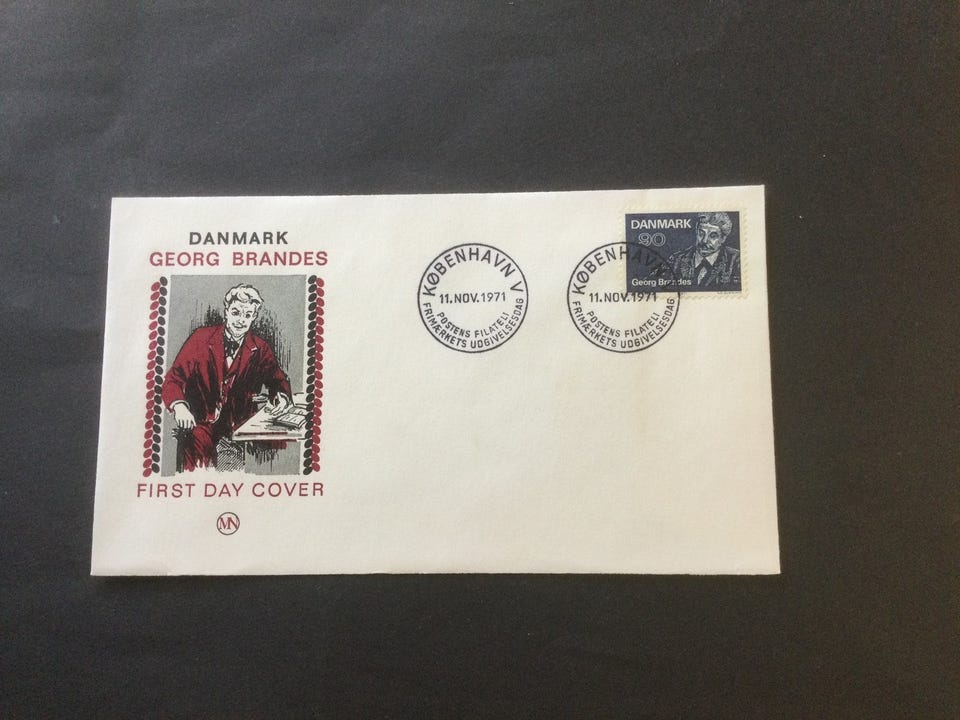 DANMARK
GEORG BRANDES
FIRST DAY COVER
MN
KØBENHAVN V
11.NOV.1971
POSTENS FILATELI
FRIMÆRKETS UDGIVELSESDAG
KØBENHAVN V
11.NOV.1971
POSTENS FILATELI
FRIMÆRKETS UDGIVELSESDAG
DANMARK
90
Georg Brandes